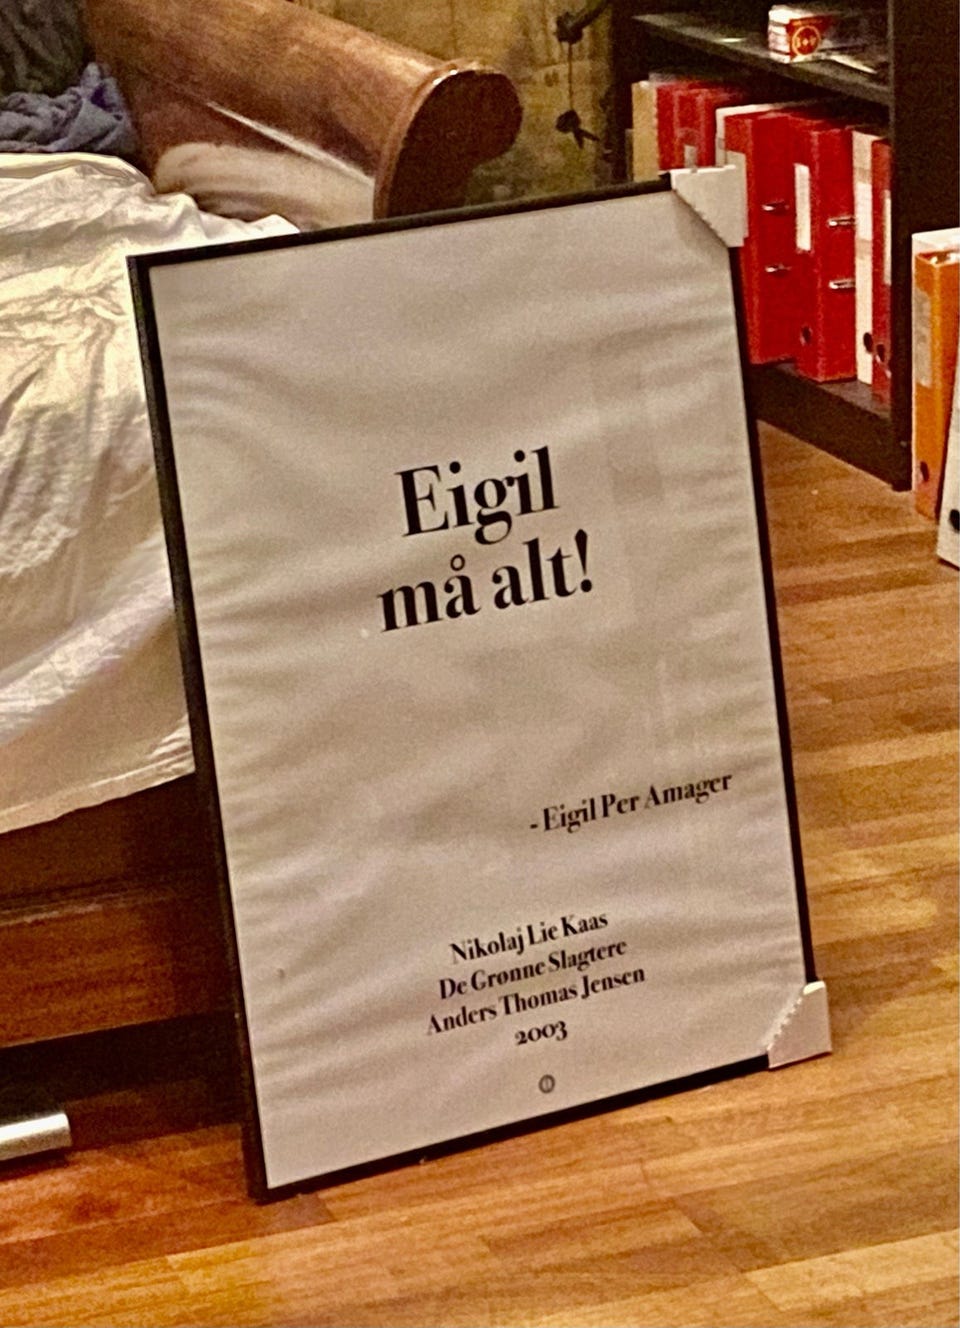 Eigil
må alt!
- Eigil Per Amager
Nikolaj Lie Kaas
De Grønne Slagtere
Anders Thomas Jensen
2003